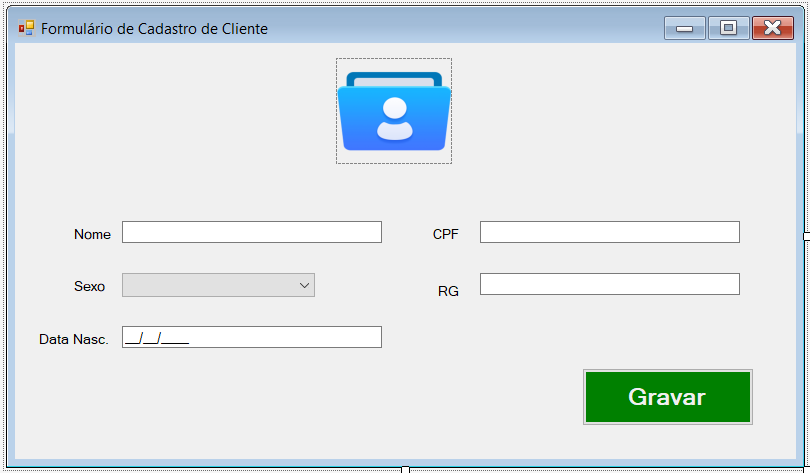 Formulário de Cadastro de Cliente
Nome
CPF
Sexo
RG
Data Nasc.
__/__/____
Gravar